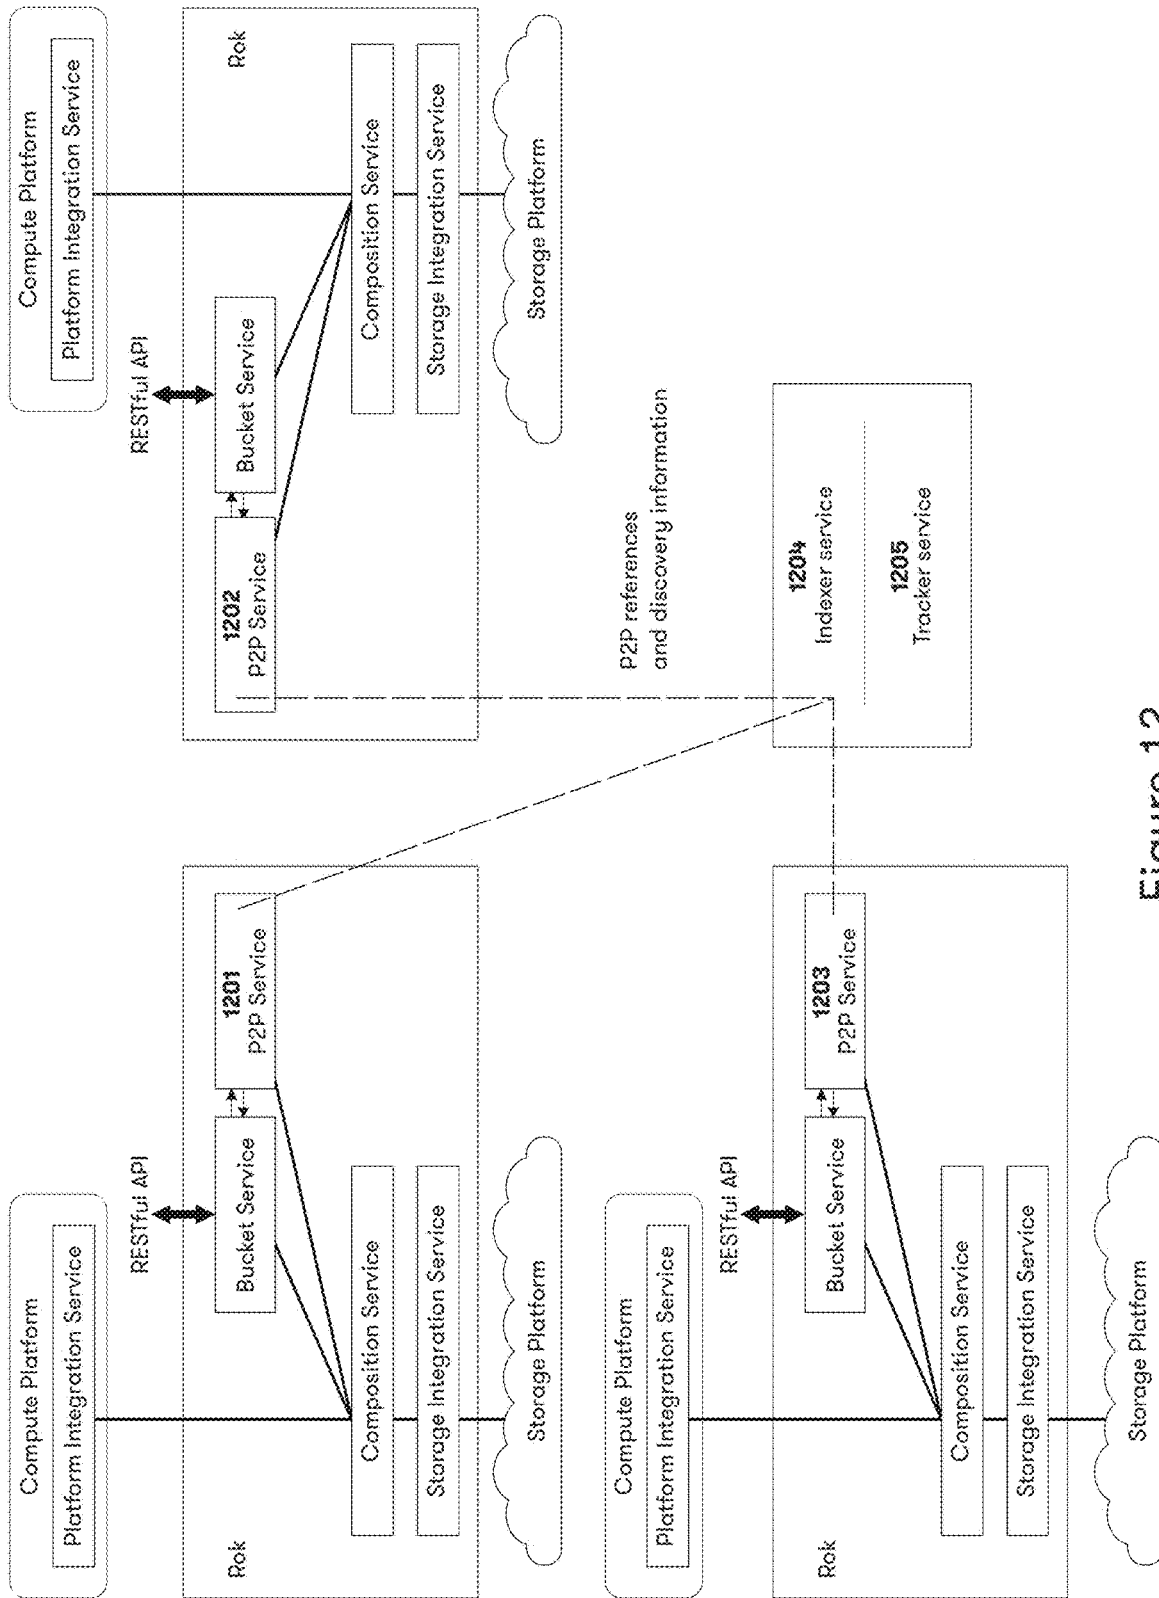 Compute Platform
Platform Integration Service
RESTful API
Rok
Bucket Service
1201
P2P Service
Composition Service
Storage Integration Service
Storage Platform
Compute Platform
Platform Integration Service
RESTful API
Rok
1202
P2P Service
Bucket Service
Composition Service
Storage Integration Service
Storage Platform
P2P references
and discovery information
Compute Platform
Platform Integration Service
RESTful API
Rok
Bucket Service
1203
P2P Service
Composition Service
Storage Integration Service
Storage Platform
1204
Indexer service
1205
Tracker service
Figure 12